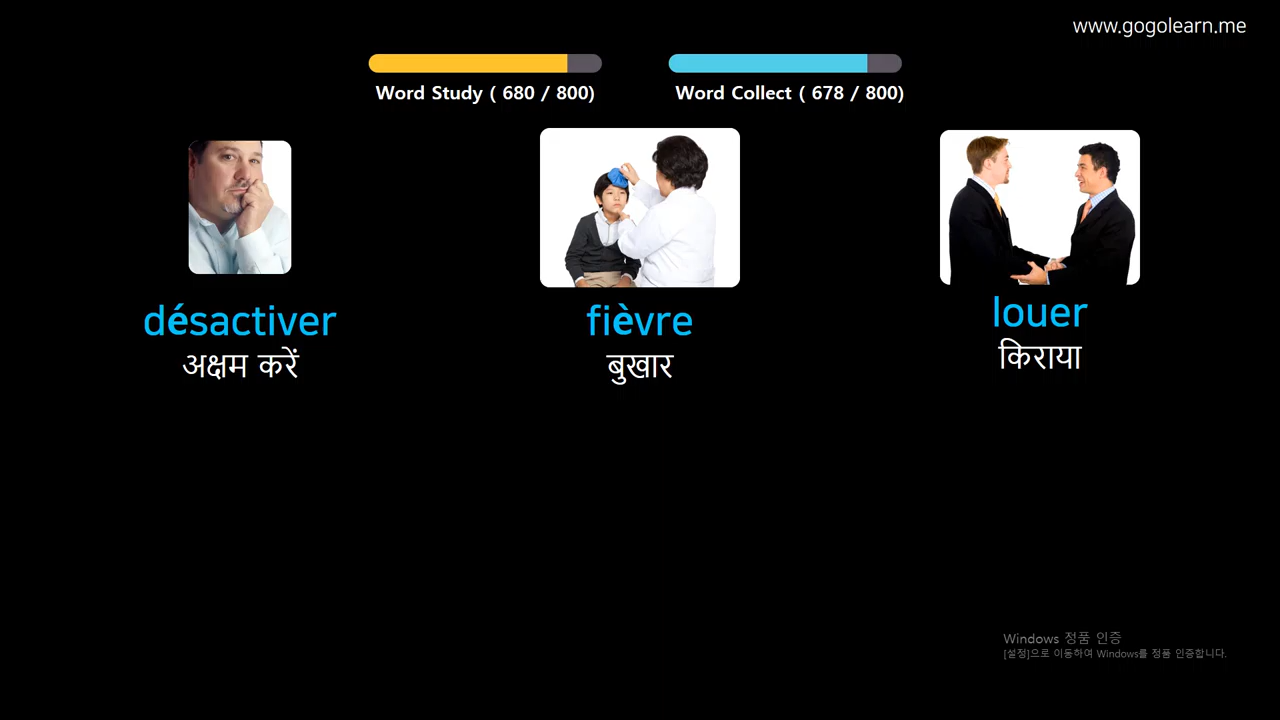 www.gogolearn.me
Word Study ( 680 / 800)
Word Collect ( 678 / 800)
désactiver
अक्षम करें
fièvre
बुखार
louer
किराया
Windows 정품 인증
[설정]으로 이동하여 Windows를 정품 인증합니다.